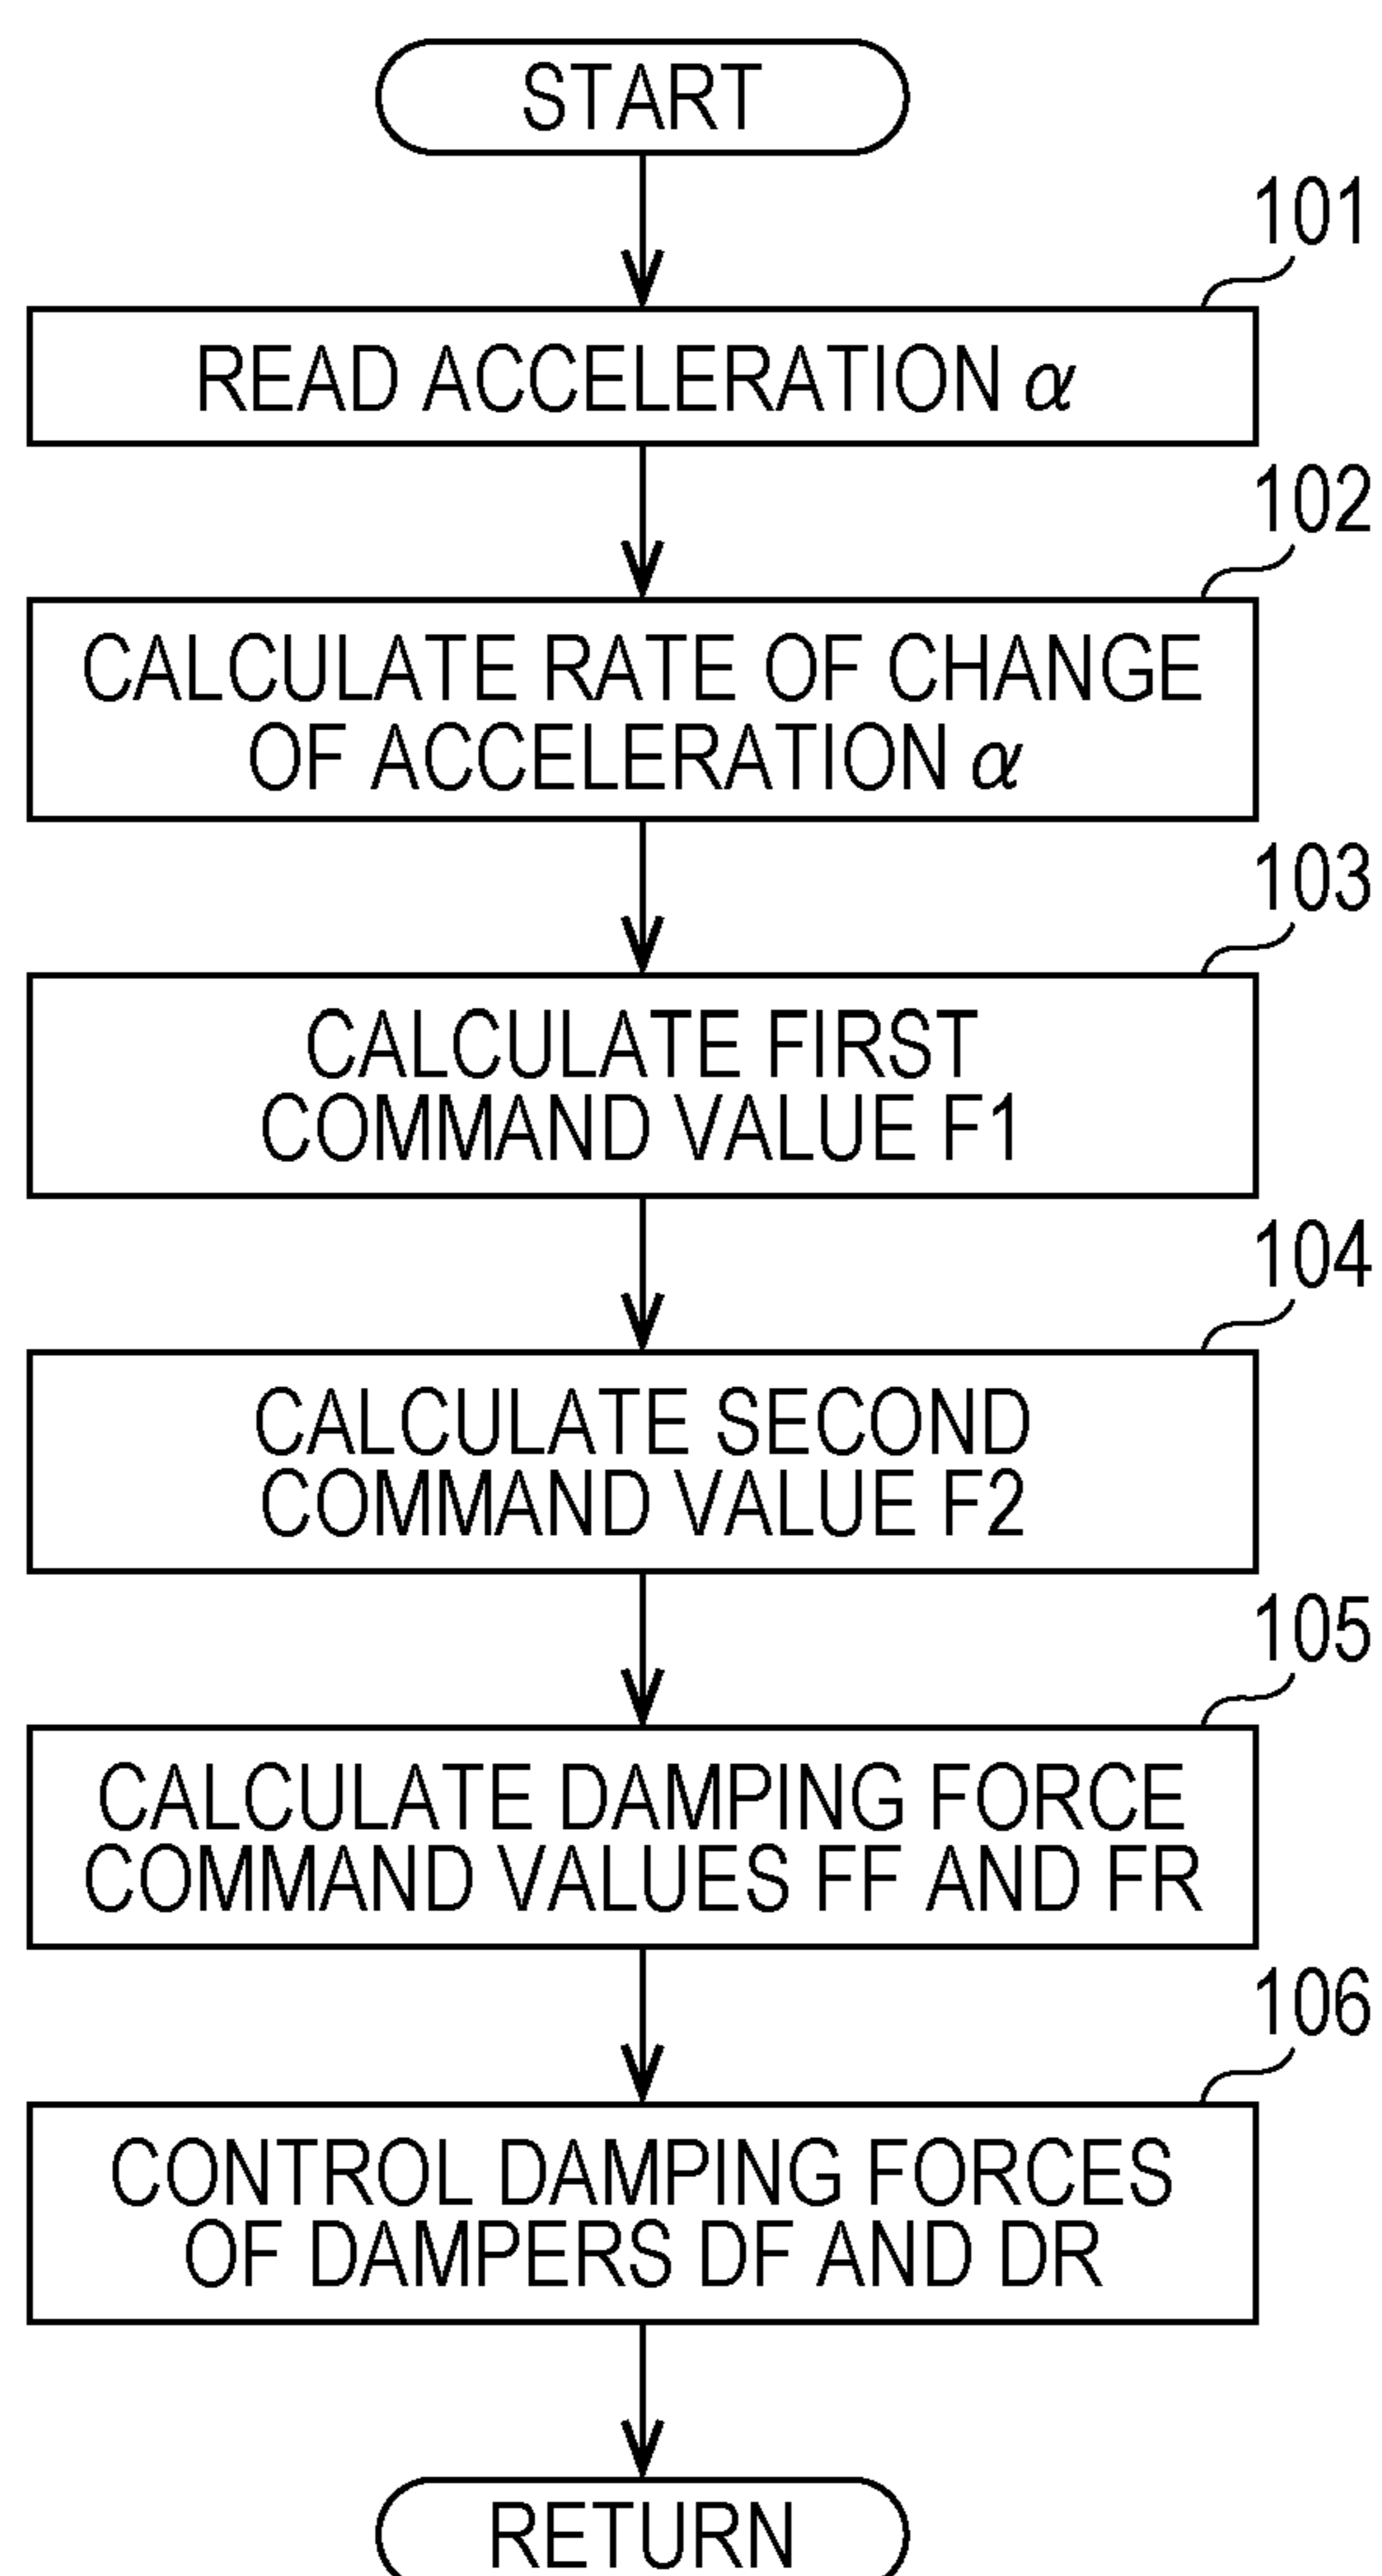 START
101
READ ACCELERATION α
102
CALCULATE RATE OF CHANGE
OF ACCELERATION α
103
CALCULATE FIRST
COMMAND VALUE F1
104
CALCULATE SECOND
COMMAND VALUE F2
105
CALCULATE DAMPING FORCE
COMMAND VALUES FF AND FR
106
CONTROL DAMPING FORCES
OF DAMPERS DF AND DR
RETURN